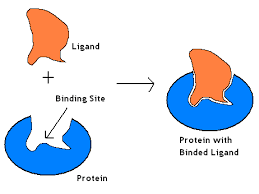 Ligand
+
Binding Site
Protein
Protein with
Binded Ligand